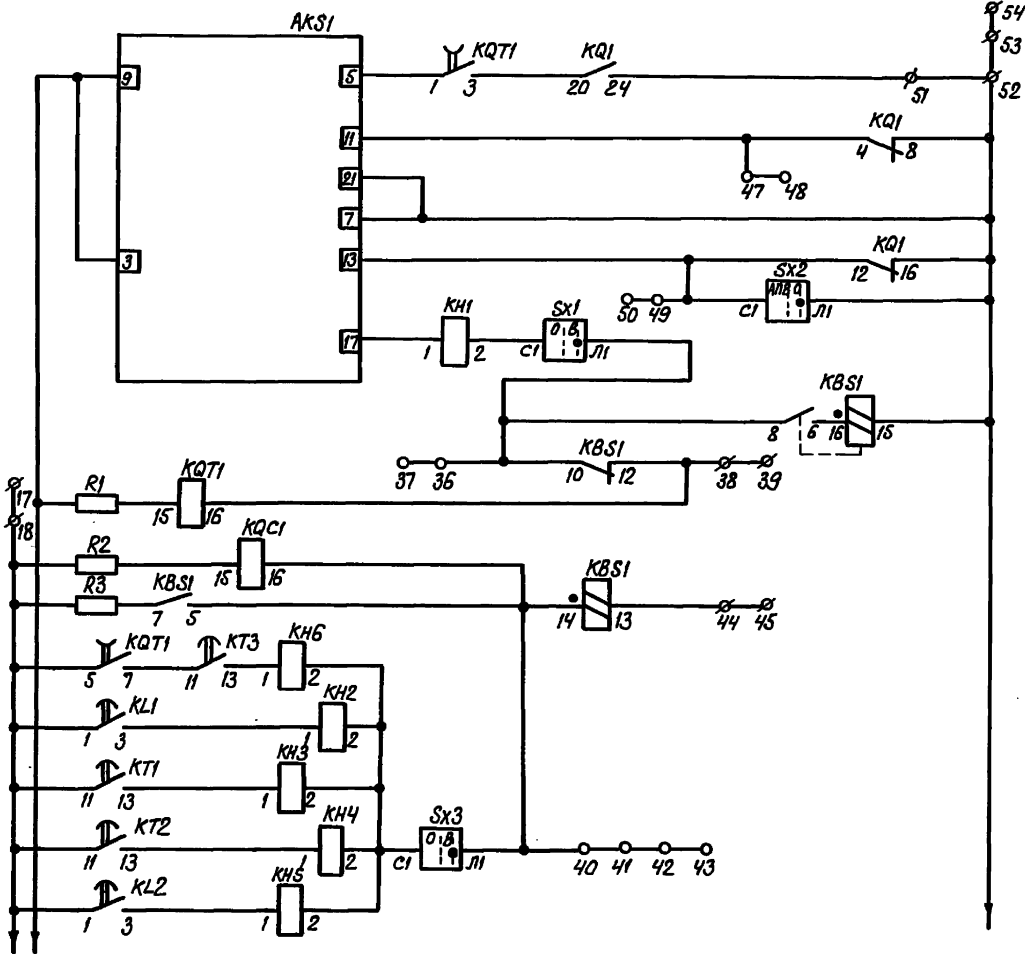 AKS1
54
53
9
5
KQT1
1 3
KQ1
20 24
51
52
11
KQ1
4 8
47 48
21
7
3
13
KQ1
12 16
50 49
SX2
АПВ О
С1 Л1
17
KH1
1 2
SX1
О В
С1 Л1
KBS1
8 6 16 15
37 36
KBS1
10 12
38 39
17
18
R1
KQT1
15 16
R2
KQC1
15 16
R3
KBS1
7 5
KBS1
14 13
44 45
KQT1
5 7
KT3
11 13
KH6
1 2
KL1
1 3
KH2
1 2
KT1
11 13
KH3
1 2
KT2
11 13
KH4
1 2
SX3
О В
С1 Л1
40 41 42 43
KL2
1 3
KH5
1 2